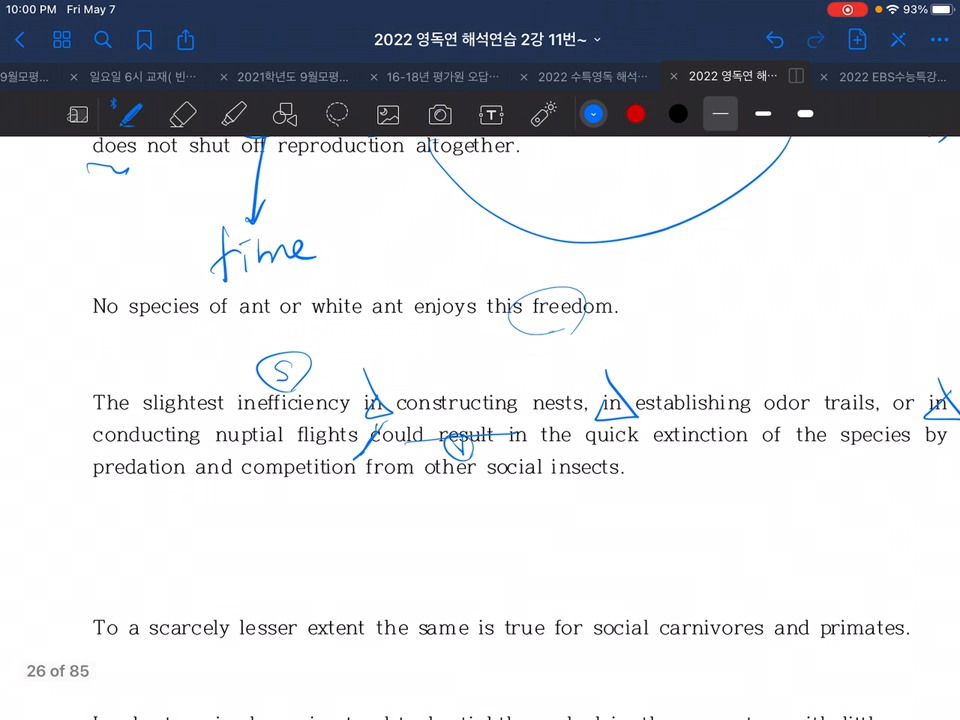 10:00 PM Fri May 7
93%
2022 영독연 해석연습 2강 11번~
9월모평...
일요일 6시 교재( 빈...
2021학년도 9월모평...
16-18년 평가원 오답...
2022 수특영독 해석...
2022 영독연 해...
2022 EBS수능특강...
T
does not shut off reproduction altogether.
time
No species of ant or white ant enjoys this freedom.
S
The slightest inefficiency in constructing nests, in establishing odor trails, or in
conducting nuptial flights could result in the quick extinction of the species by
V
predation and competition from other social insects.
To a scarcely lesser extent the same is true for social carnivores and primates.
26 of 85